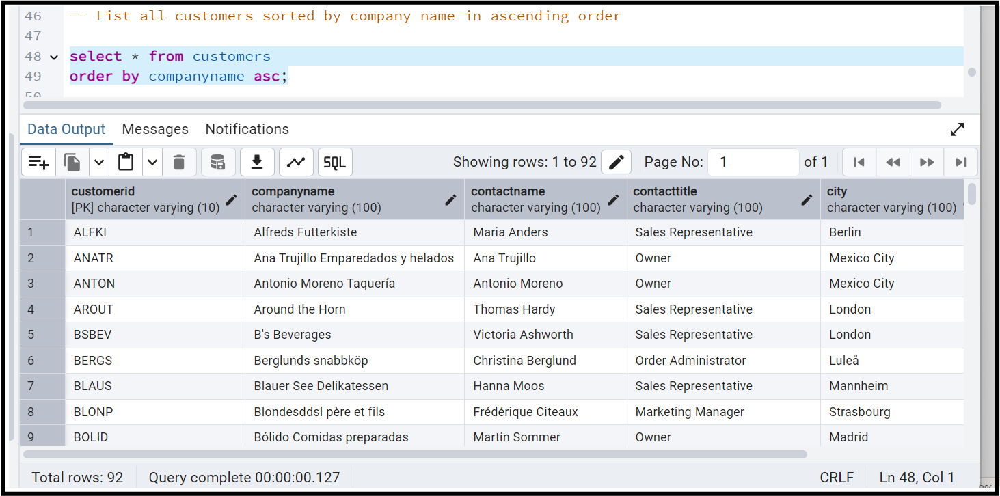 46 -- List all customers sorted by company name in ascending order
47
48 select * from customers
49 order by companyname asc;
50
Data Output Messages Notifications
SQL Showing rows: 1 to 92 Page No: 1 of 1
customerid companyname contactname contacttitle city
[PK] character varying (10) character varying (100) character varying (100) character varying (100) character varying (100)
1 ALFKI Alfreds Futterkiste Maria Anders Sales Representative Berlin
2 ANATR Ana Trujillo Emparedados y helados Ana Trujillo Owner Mexico City
3 ANTON Antonio Moreno Taquería Antonio Moreno Owner Mexico City
4 AROUT Around the Horn Thomas Hardy Sales Representative London
5 BSBEV B's Beverages Victoria Ashworth Sales Representative London
6 BERGS Berglunds snabbköp Christina Berglund Order Administrator Luleå
7 BLAUS Blauer See Delikatessen Hanna Moos Sales Representative Mannheim
8 BLONP Blondesddsl père et fils Frédérique Citeaux Marketing Manager Strasbourg
9 BOLID Bólido Comidas preparadas Martín Sommer Owner Madrid
Total rows: 92 Query complete 00:00:00.127 CRLF Ln 48, Col 1